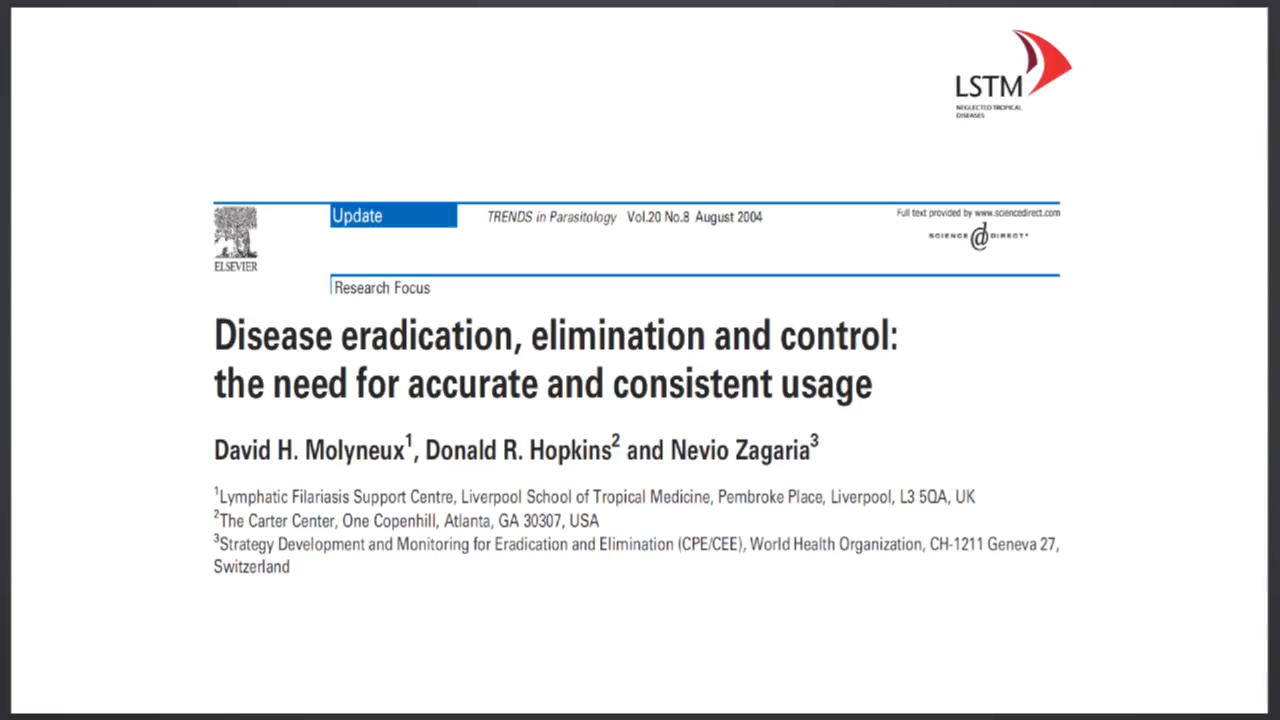 LSTM
NEGLECTED TROPICAL
DISEASES
ELSEVIER
Update
TRENDS in Parasitology Vol.20 No.8 August 2004
Full text provided by www.sciencedirect.com
SCIENCE @ DIRECT*
Research Focus
Disease eradication, elimination and control:
the need for accurate and consistent usage
David H. Molyneux1, Donald R. Hopkins2 and Nevio Zagaria3
1Lymphatic Filariasis Support Centre, Liverpool School of Tropical Medicine, Pembroke Place, Liverpool, L3 5QA, UK
2The Carter Center, One Copenhill, Atlanta, GA 30307, USA
3Strategy Development and Monitoring for Eradication and Elimination (CPE/CEE), World Health Organization, CH-1211 Geneva 27,
Switzerland